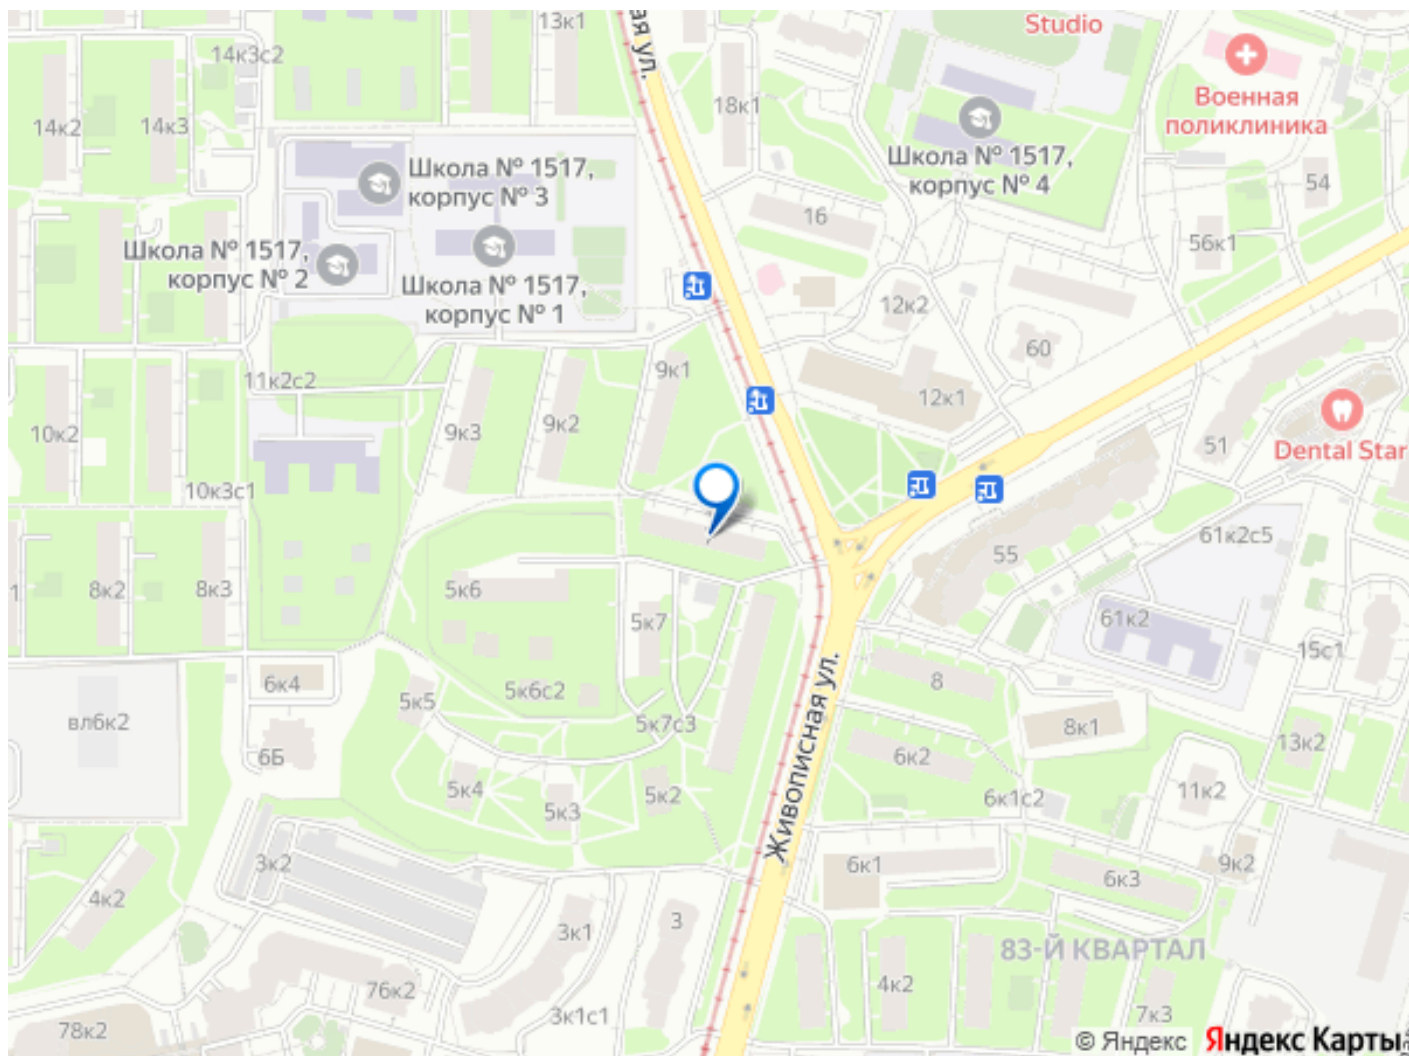 13к1
ая ул.
Studio
14к3с2
Военная
поликлиника
18к1
14к2
14к3
Школа № 1517,
корпус № 4
Школа № 1517,
корпус № 3
54
16
56к1
Школа № 1517,
корпус № 2
Школа № 1517,
корпус № 1
12к2
60
9к1
11к2с2
12к1
10к2
9к3
9к2
51
Dental Star
10к3с1
61к2с5
55
1
8к2
8к3
5к6
5к7
61к2
15с1
6к4
5к5
5к6с2
8
вл6к2
5к7с3
8к1
6Б
6к2
13к2
5к4
5к3
5к2
11к2
6к1с2
Живописная ул.
3к2
6к1
9к2
4к2
6к3
3к1
3
83-Й КВАРТАЛ
76к2
4к2
3к1с1
7к3
78к2
© Яндекс Яндекс Карты